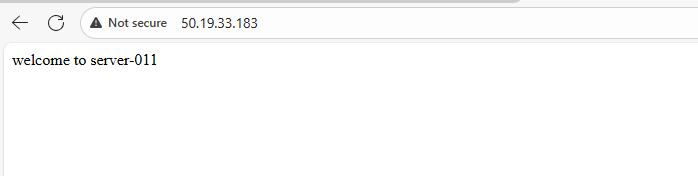 Not secure 50.19.33.183
welcome to server-011